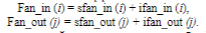 Fan_in (i) = sfan_in (i) + ifan_in (i),
Fan_out (j) = sfan_out (j) + ifan_out (j).